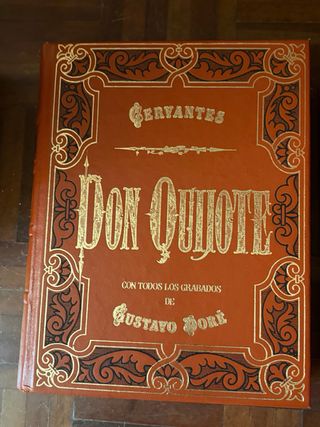 CERVANTES
DON QUIJOTE
CON TODOS LOS GRABADOS
DE
GUSTAVO DORÉ